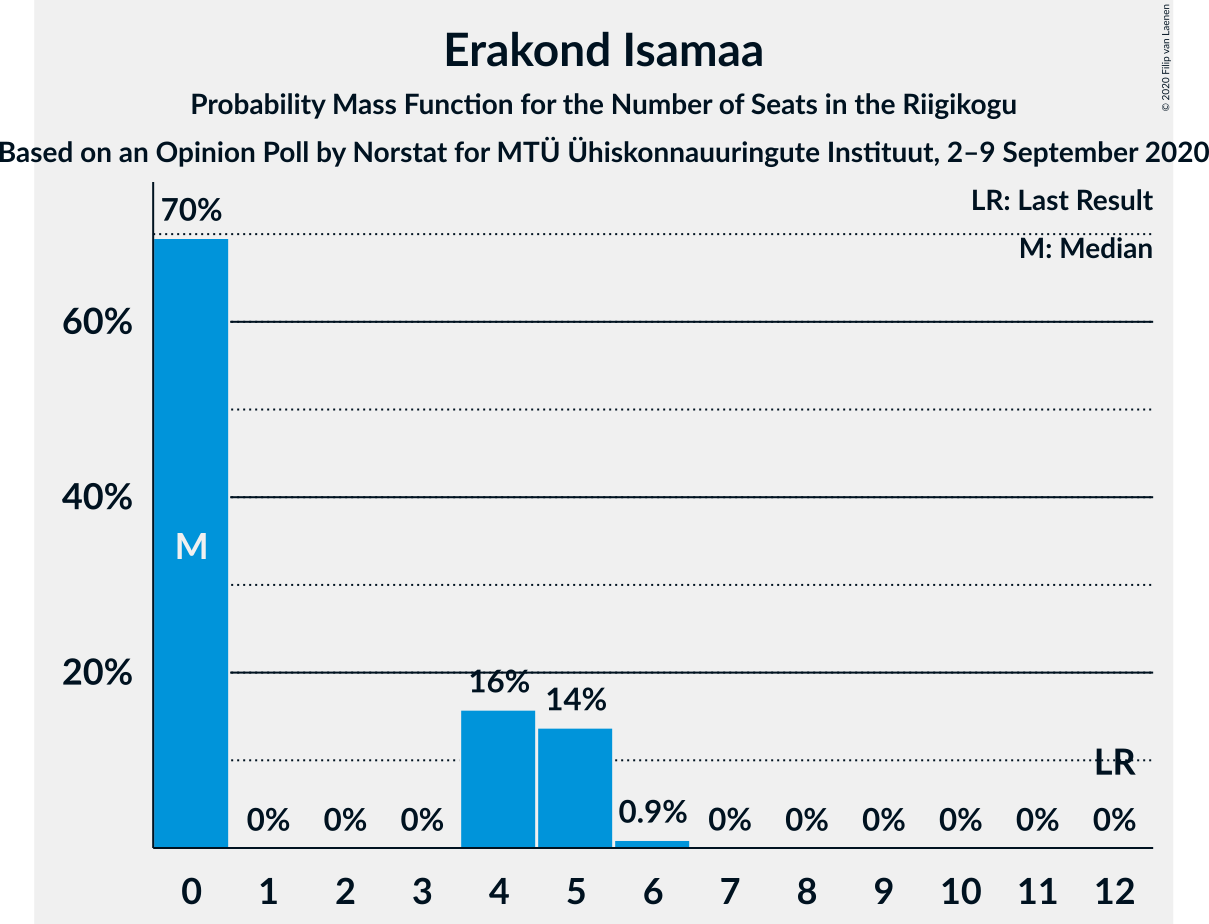 Erakond Isamaa
Probability Mass Function for the Number of Seats in the Riigikogu
Based on an Opinion Poll by Norstat for MTÜ Ühiskonnauuringute Instituut, 2–9 September 2020
© 2020 Filip van Laenen
LR: Last Result
M: Median
70%
60%
40%
M
20%
16%
14%
LR
0% 0% 0% 0.9% 0% 0% 0% 0% 0% 0%
0 1 2 3 4 5 6 7 8 9 10 11 12